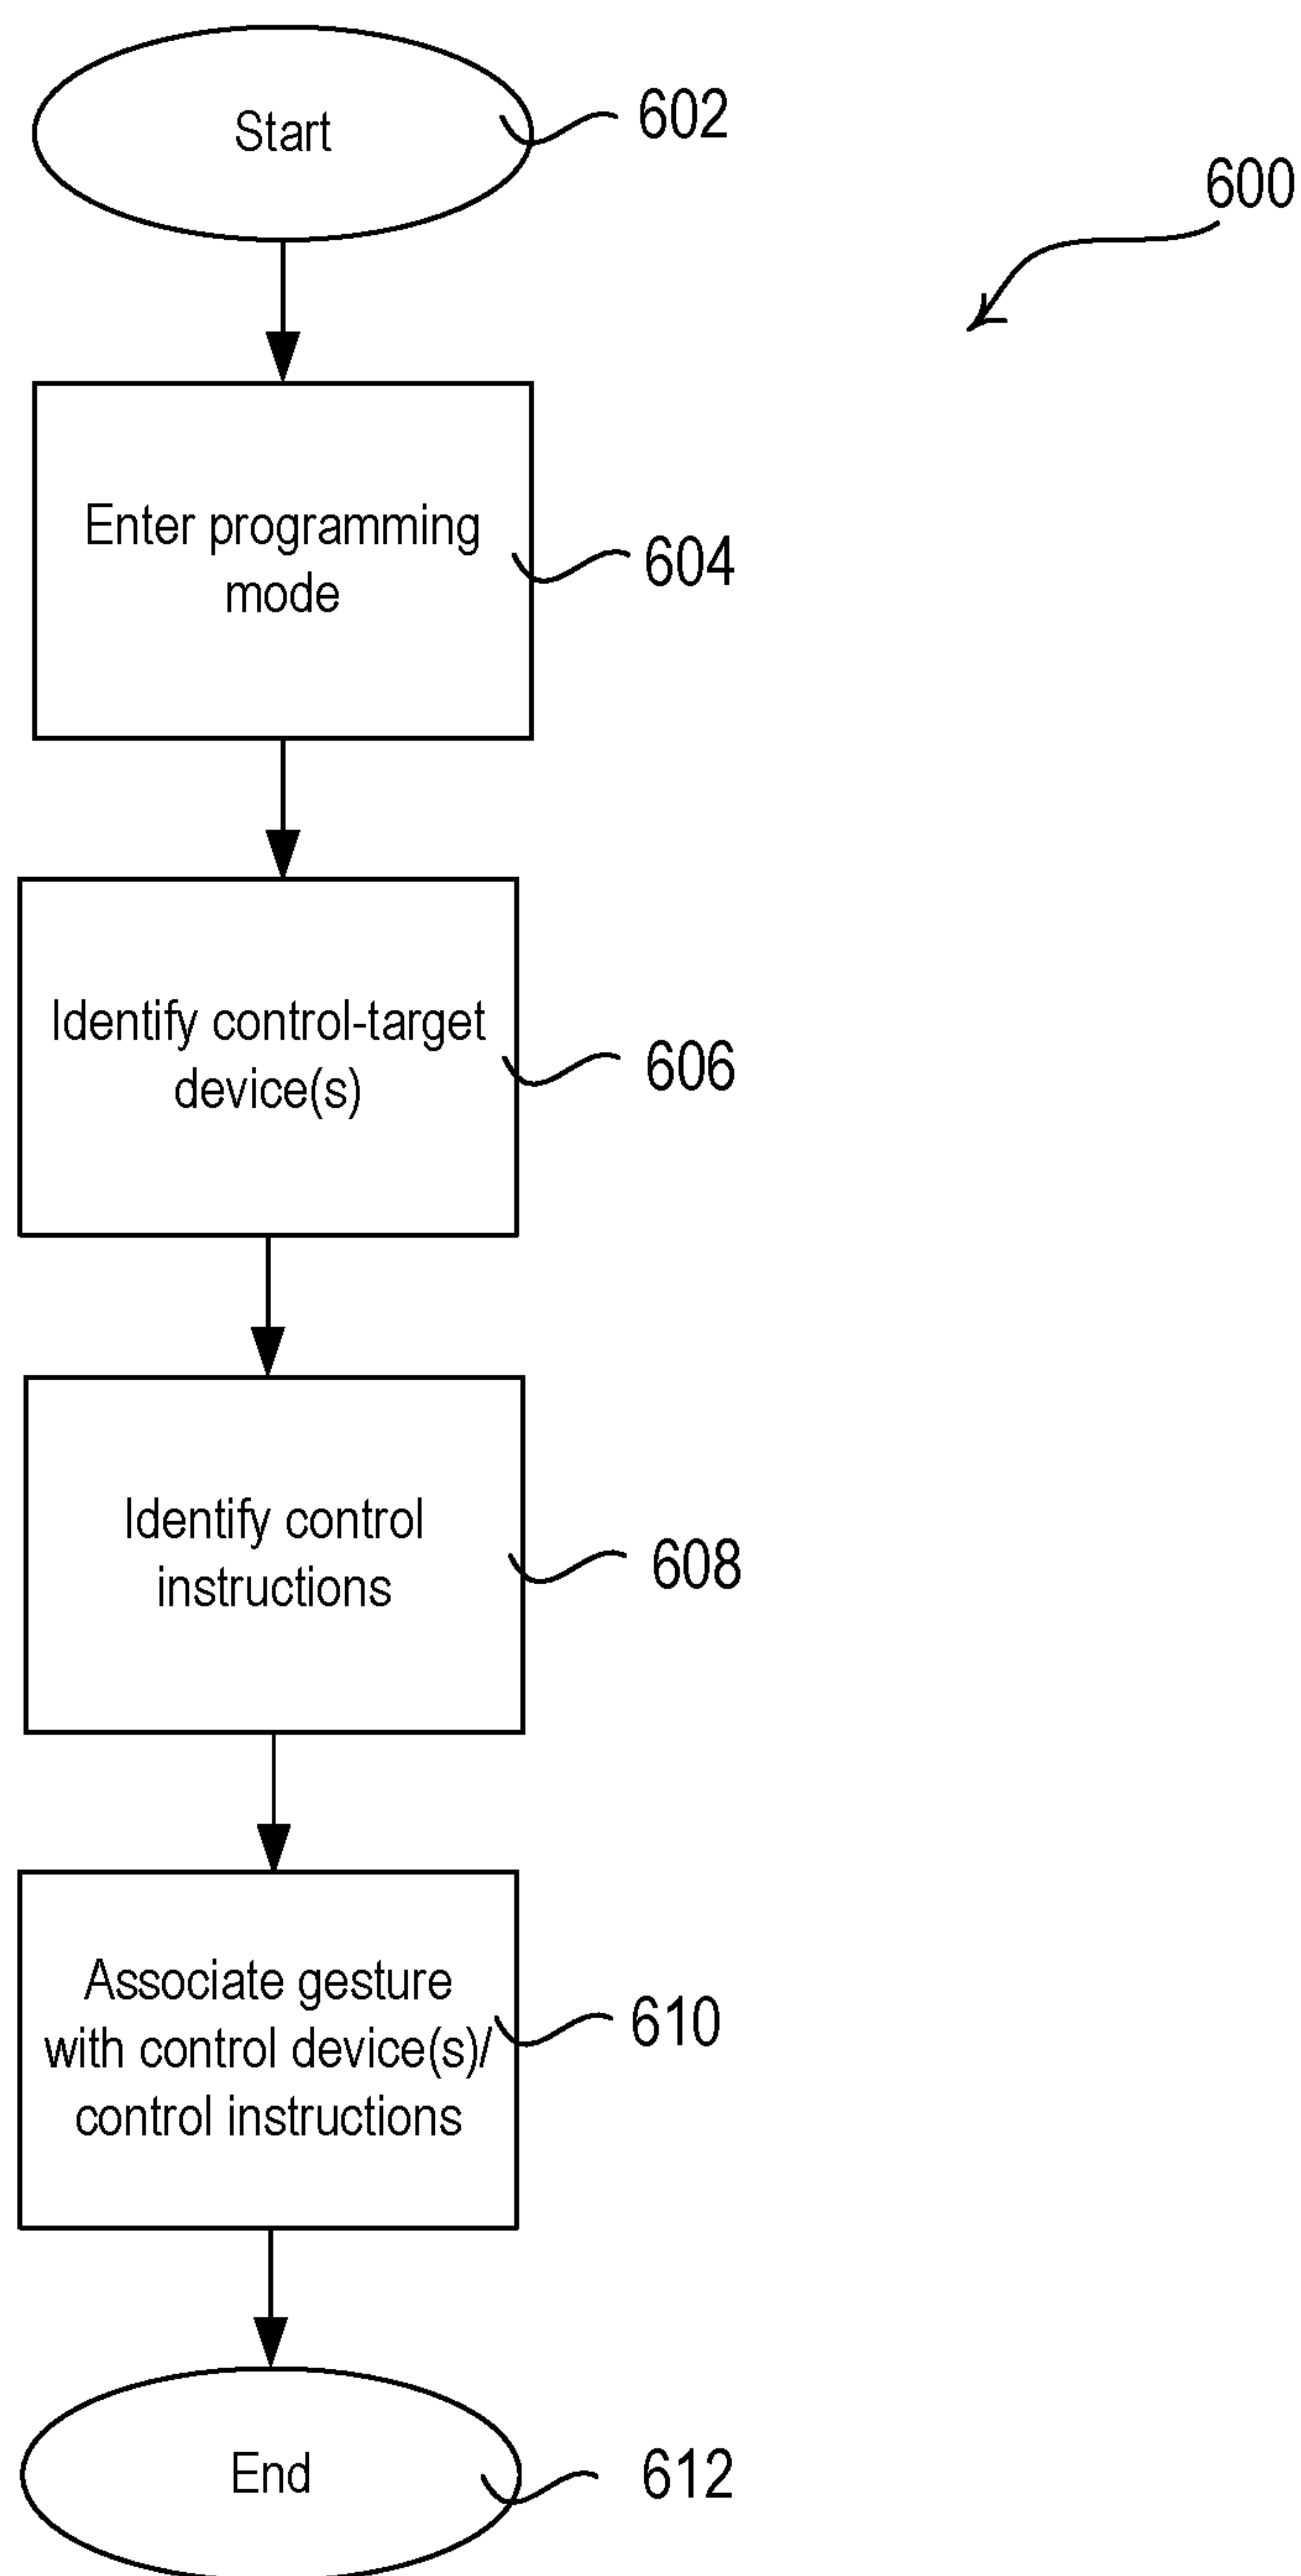 Start
602
600
Enter programming
mode
604
Identify control-target
device(s)
606
Identify control
instructions
608
Associate gesture
with control device(s)/
control instructions
610
End
612